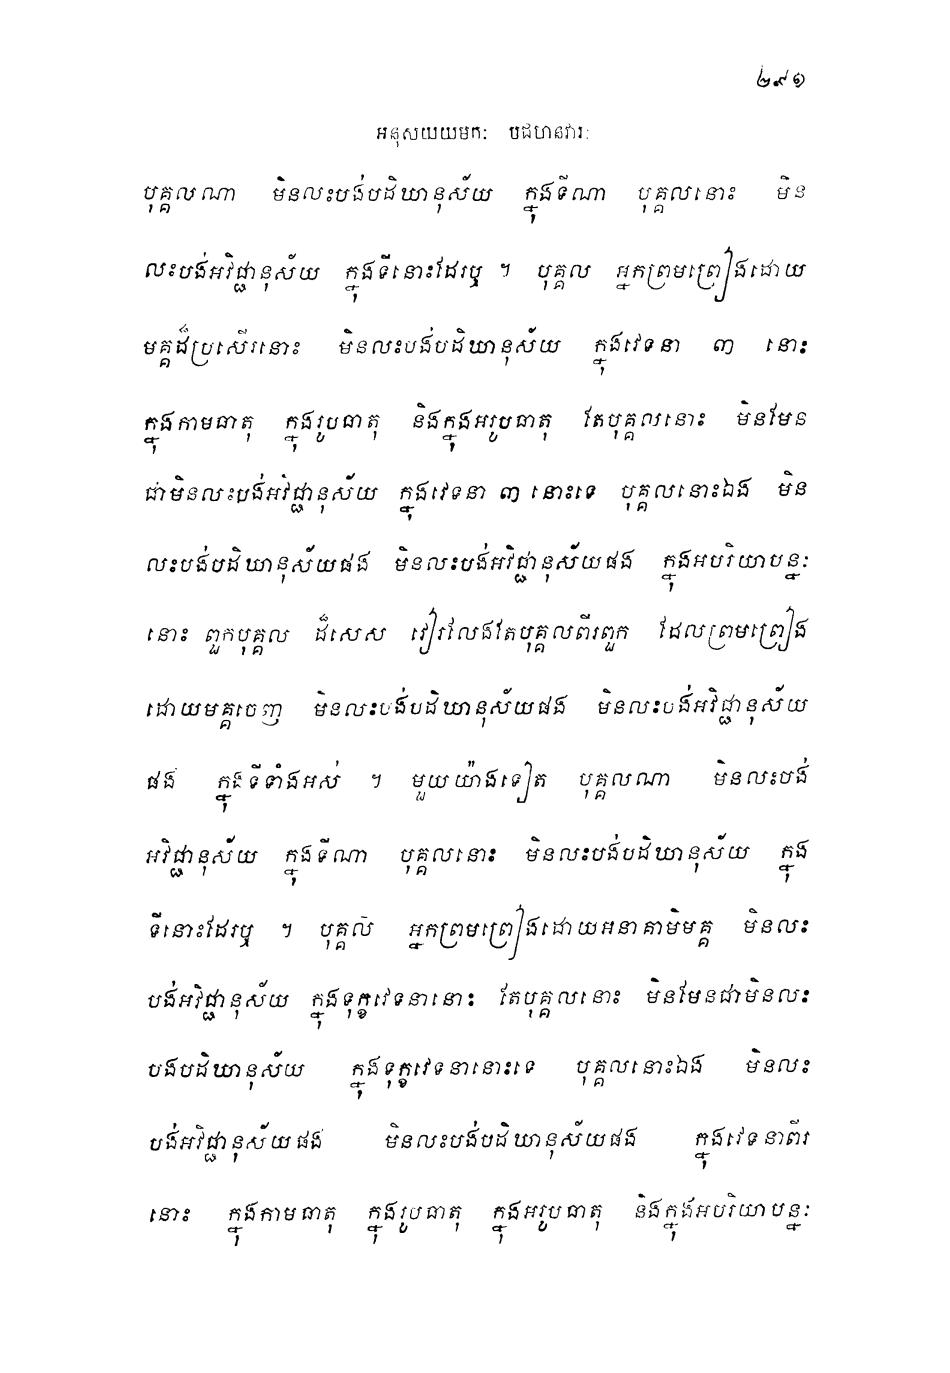 ២៩១
អនុសយយមកៈ បជហនវារៈ
បុគ្គលណា មិនលះបង់បដិឃានុស័យ ក្នុងទីណា បុគ្គលនោះ មិន
លះបង់អវិជ្ជានុស័យ ក្នុងទីនោះដែរឬ ។ បុគ្គល អ្នកព្រមព្រៀងដោយ
មគ្គដ៏ប្រសើរនោះ មិនលះបង់បដិឃានុស័យ ក្នុងវេទនា ៣ នោះ
ក្នុងកាមធាតុ ក្នុងរូបធាតុ និងក្នុងអរូបធាតុ តែបុគ្គលនោះ មិនមែន
ជាមិនលះបង់អវិជ្ជានុស័យ ក្នុងវេទនា ៣ នោះទេ បុគ្គលនោះឯង មិន
លះបង់បដិឃានុស័យផង មិនលះបង់អវិជ្ជានុស័យផង ក្នុងអបរិយាបន្នៈ
នោះ ពួកបុគ្គល ដ៏សេស វៀរលែងតែបុគ្គលពីរពួក ដែលព្រមព្រៀង
ដោយមគ្គចេញ មិនលះបង់បដិឃានុស័យផង មិនលះបង់អវិជ្ជានុស័យ
ផង ក្នុងទីទាំងអស់ ។ មួយយ៉ាងទៀត បុគ្គលណា មិនលះបង់
អវិជ្ជានុស័យ ក្នុងទីណា បុគ្គលនោះ មិនលះបង់បដិឃានុស័យ ក្នុង
ទីនោះដែរឬ ។ បុគ្គល អ្នកព្រមព្រៀងដោយអនាគាមិមគ្គ មិនលះ
បង់អវិជ្ជានុស័យ ក្នុងទុក្ខវេទនានោះ តែបុគ្គលនោះ មិនមែនជាមិនលះ
បង់បដិឃានុស័យ ក្នុងទុក្ខវេទនានោះទេ បុគ្គលនោះឯង មិនលះ
បង់អវិជ្ជានុស័យផង មិនលះបង់បដិឃានុស័យផង ក្នុងវេទនាពីរ
នោះ ក្នុងកាមធាតុ ក្នុងរូបធាតុ ក្នុងអរូបធាតុ និងក្នុងអបរិយាបន្នៈ